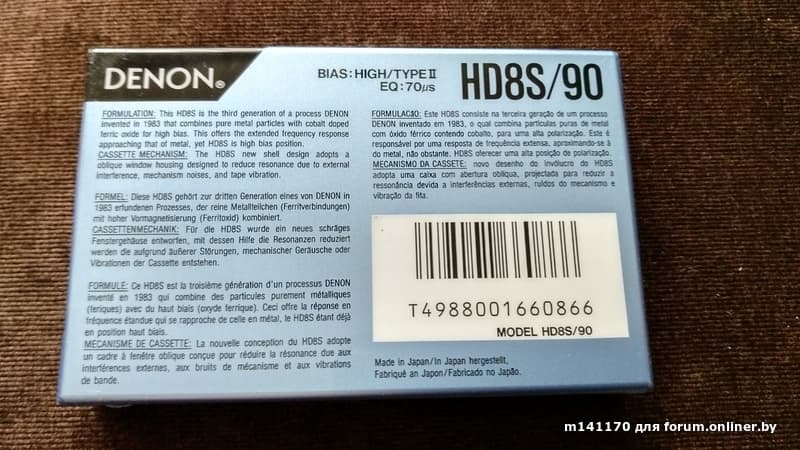 DENON®
BIAS:HIGH/TYPE II
EQ:70µs
HD8S/90
FORMULATION: This HD8S is the third generation of a process DENON
invented in 1983 that combines pure metal particles with cobalt doped
ferric oxide for high bias. This offers the extended frequency response
approaching that of metal, yet HD8S is high bias position.
CASSETTE MECHANISM: The HD8S new shell design adopts a
oblique window housing designed to reduce resonance due to external
interference, mechanism noises, and tape vibration.
FORMEL: Diese HD8S gehört zur dritten Generation eines von DENON in
1983 erfundenen Prozesses, der reine Metallteilchen (Ferritverbindungen)
mit hoher Vormagnetisierung (Ferritoxid) kombiniert.
CASSETTENMECHANIK: Für die HD8S wurde ein neues schräges
Fenstergehäuse entworfen, mit dessen Hilfe die Resonanzen reduziert
werden die aufgrund äußerer Störungen, mechanischer Geräusche oder
Vibrationen der Cassette entstehen.
FORMULE: Ce HD8S est la troisième génération d'un processus DENON
inventé en 1983 qui combine des particules purement métalliques
(feriques) avec du haut biais (oxyde ferrique). Ceci offre la réponse en
fréquence étandue qui se rapproche de celle en métal, le HD8S étant déjà
en position haut biais.
MECANISME DE CASSETTE: La nouvelle conception du HD8S adopte
un cadre à fenêtre oblique conçue pour réduire la résonance due aux
interférences externes, aux bruits de mécanisme et aux vibrations
de bande.
FORMULACãO: Este HD8S consiste na terceira geração de um processo
DENON inventado em 1983, o qual combina partículas puras de metal
com óxido férrico contendo cobalto, para uma alta polarização. Este é
responsável por uma resposta de frequência extensa, aproximando-se à
do metal, não obstante. HD8S oferecer uma alta posição de polarização.
MECANISMO DA CASSETE: novo desenho do invólucro do HD8S
adopta uma caixa com abertura oblíqua, projectada para reduzir a
ressonância devida a interferências externas, ruídos do mecanismo e
vibração da fita.
T4988001660866
MODEL HD8S/90
Made in Japan/In Japan hergestellt,
Fabriqué an Japon/Fabricado no Japão.
m141170 для forum.onliner.by